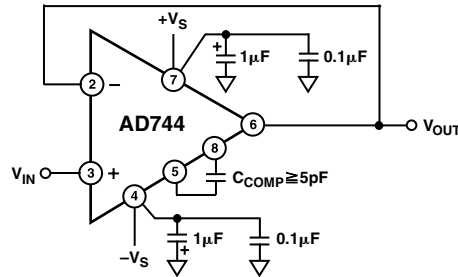 +VS
+
1µF
0.1µF
7
2
–
AD744
6
VOUT
8
VIN
3
+
5
CCOMP≧5pF
4
–VS
1µF
+
0.1µF